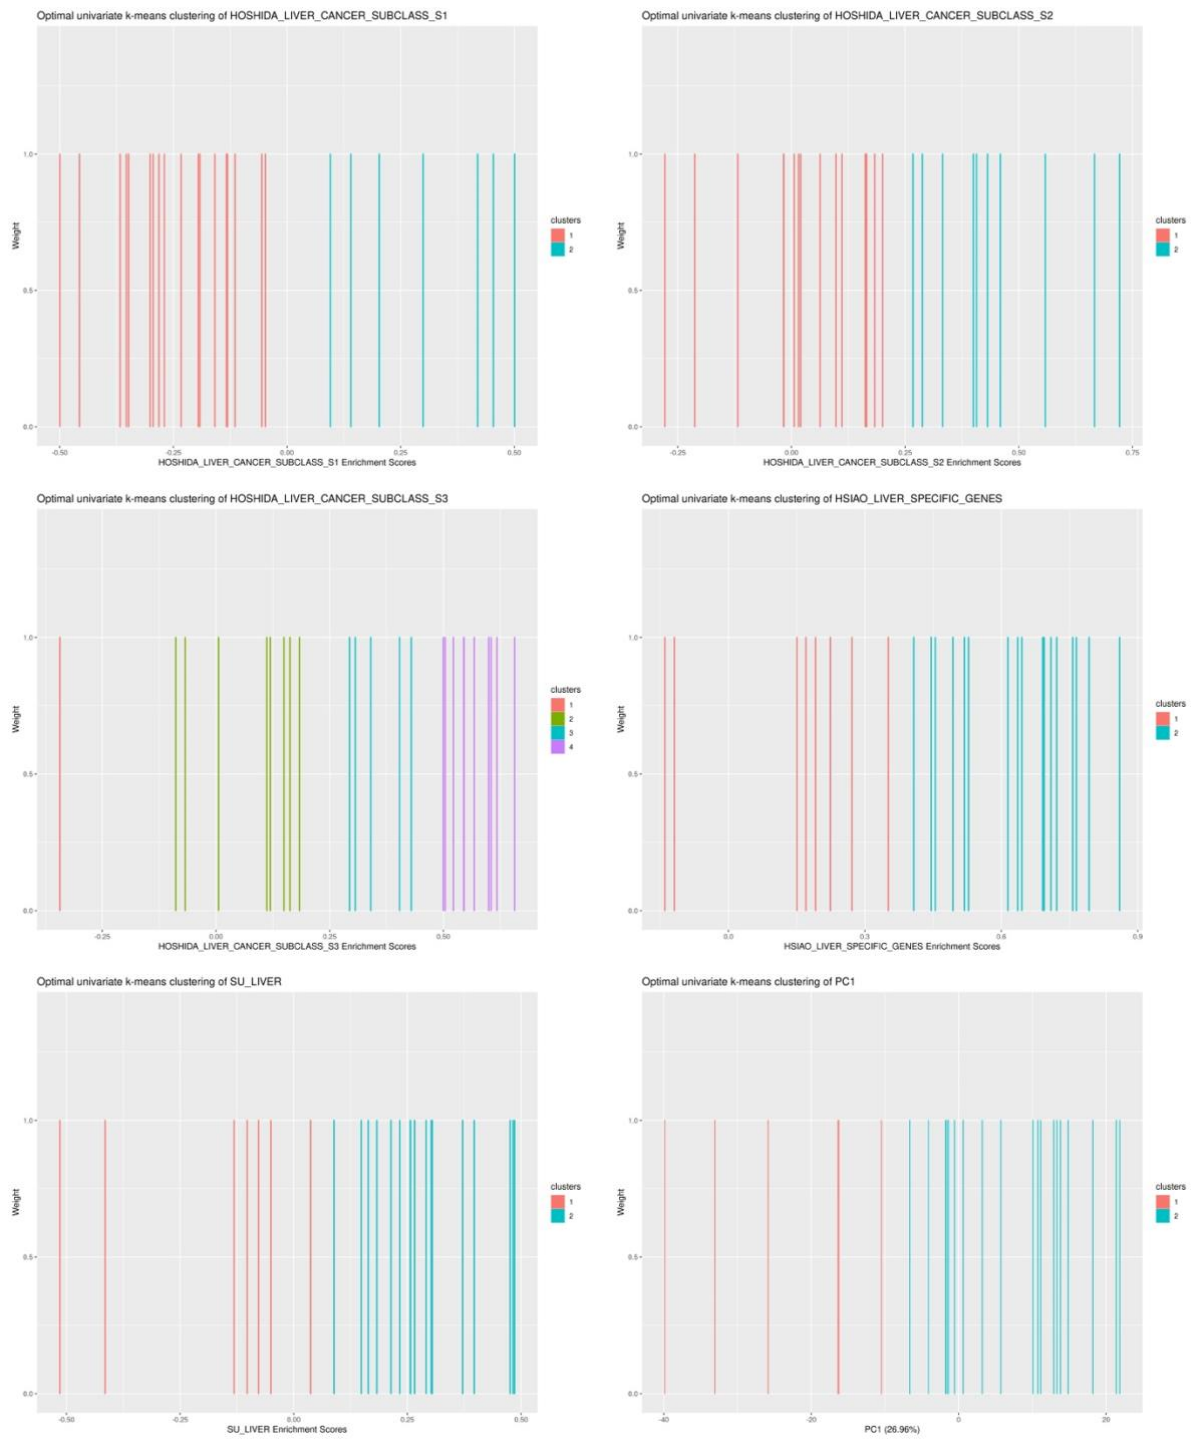 Optimal univariate k-means clustering of HOSHIDA_LIVER_CANCER_SUBCLASS_S1
1.0
0.5
0.0
Weight
-0.50 -0.25 0.00 0.25 0.50
HOSHIDA_LIVER_CANCER_SUBCLASS_S1 Enrichment Scores
clusters
1
2
Optimal univariate k-means clustering of HOSHIDA_LIVER_CANCER_SUBCLASS_S2
1.0
0.5
0.0
Weight
-0.25 0.00 0.25 0.50 0.75
HOSHIDA_LIVER_CANCER_SUBCLASS_S2 Enrichment Scores
clusters
1
2
Optimal univariate k-means clustering of HOSHIDA_LIVER_CANCER_SUBCLASS_S3
1.0
0.5
0.0
Weight
-0.25 0.00 0.25 0.50
HOSHIDA_LIVER_CANCER_SUBCLASS_S3 Enrichment Scores
clusters
1
2
3
4
Optimal univariate k-means clustering of HSIAO_LIVER_SPECIFIC_GENES
1.0
0.5
0.0
Weight
0.0 0.3 0.6 0.9
HSIAO_LIVER_SPECIFIC_GENES Enrichment Scores
clusters
1
2
Optimal univariate k-means clustering of SU_LIVER
1.0
0.5
0.0
Weight
-0.50 -0.25 0.00 0.25 0.50
SU_LIVER Enrichment Scores
clusters
1
2
Optimal univariate k-means clustering of PC1
1.0
0.5
0.0
Weight
-40 -20 0 20
PC1 (26.96%)
clusters
1
2